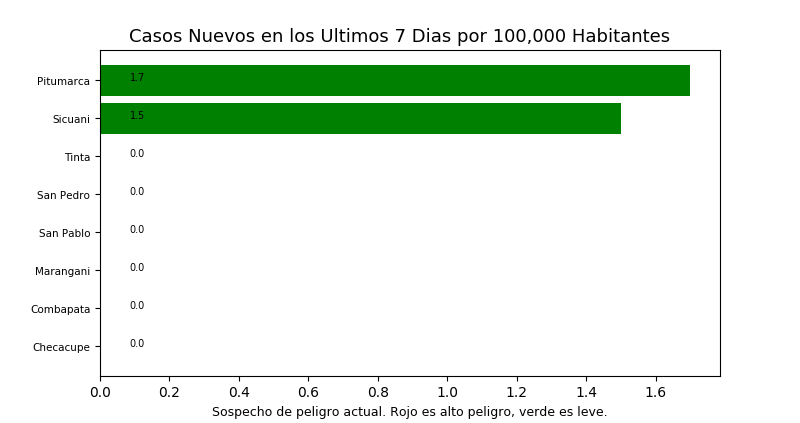 Casos Nuevos en los Ultimos 7 Dias por 100,000 Habitantes
Pitumarca 1.7
Sicuani 1.5
Tinta 0.0
San Pedro 0.0
San Pablo 0.0
Marangani 0.0
Combapata 0.0
Checacupe 0.0
0.0 0.2 0.4 0.6 0.8 1.0 1.2 1.4 1.6
Sospecho de peligro actual. Rojo es alto peligro, verde es leve.